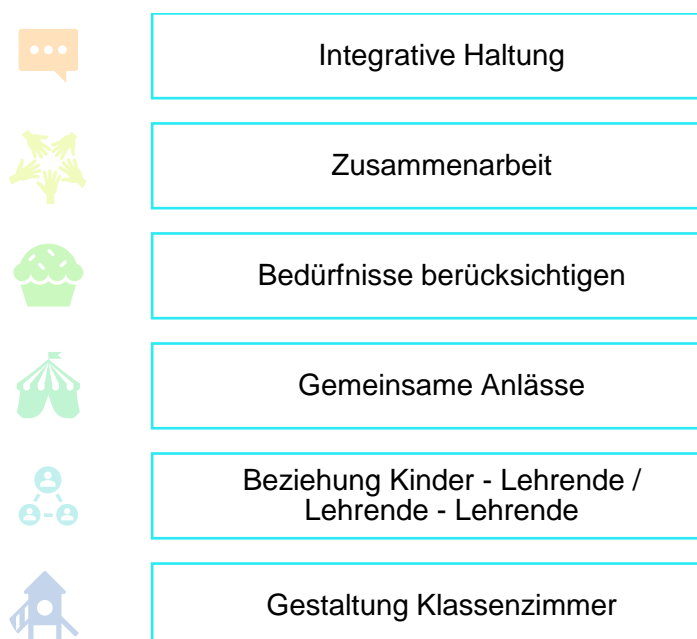 Integrative Haltung
Zusammenarbeit
Bedürfnisse berücksichtigen
Gemeinsame Anlässe
Beziehung Kinder - Lehrende /
Lehrende - Lehrende
Gestaltung Klassenzimmer